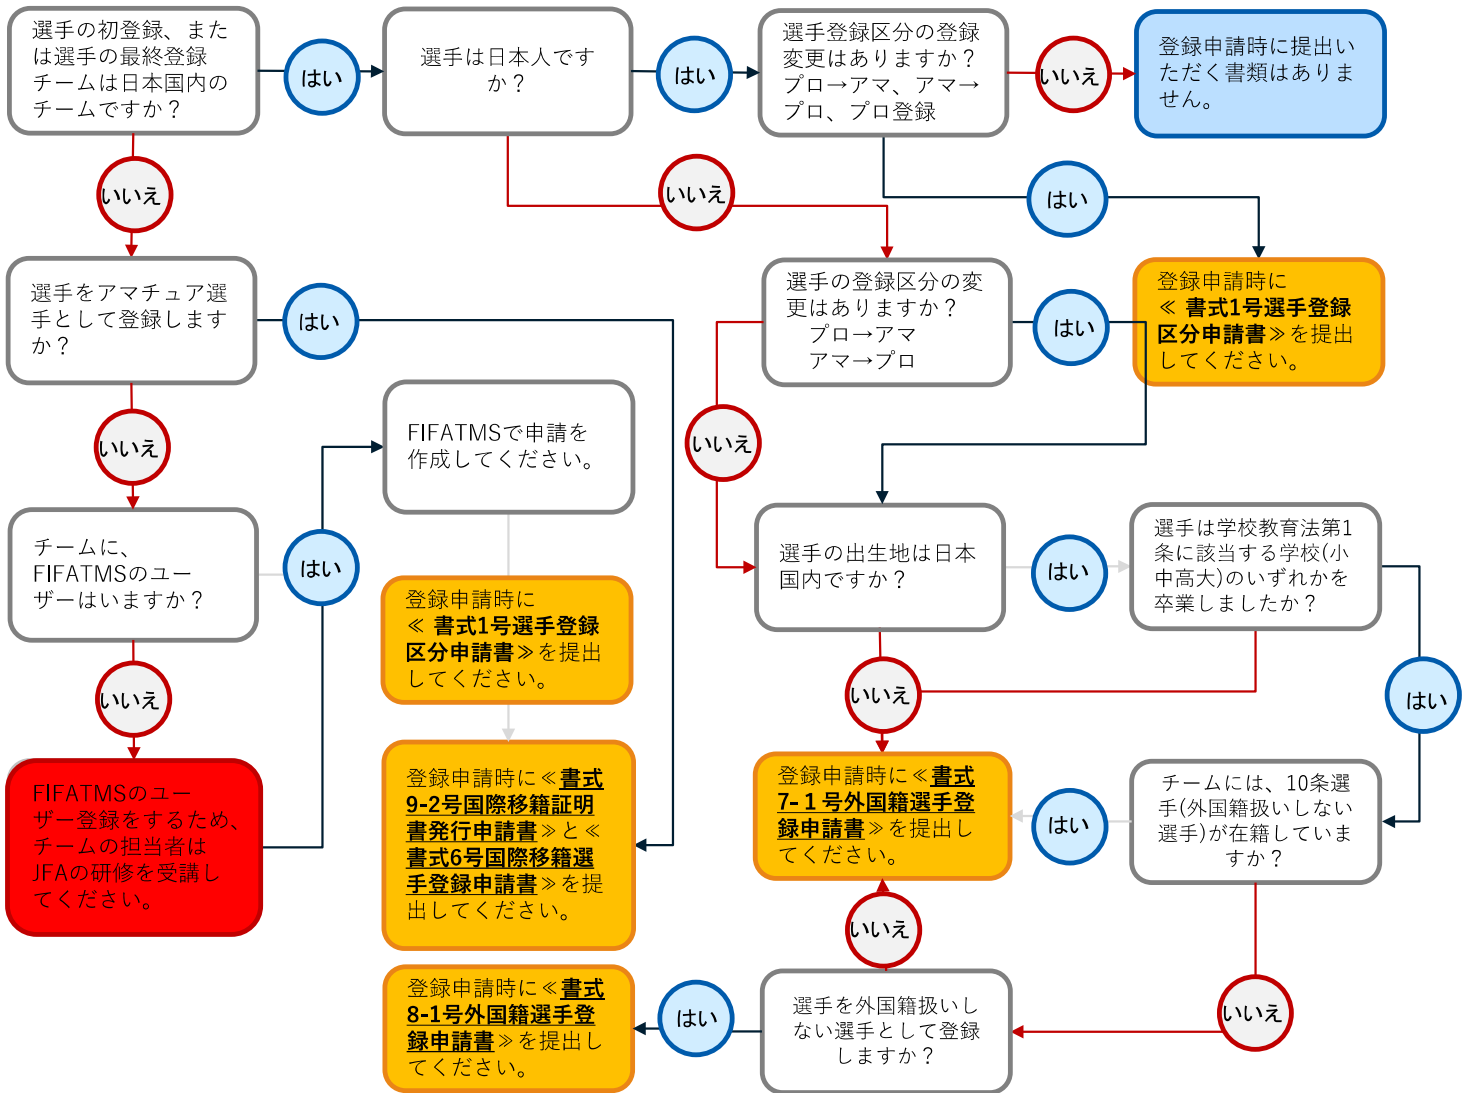 選手の初登録、また
は選手の最終登録
チームは日本国内の
チームですか？
はい
選手は日本人です
か？
はい
選手登録区分の登録
変更はありますか？
プロ→アマ、アマ→
プロ、プロ登録
いいえ
登録申請時に提出い
ただく書類はありま
せん。
いいえ
いいえ
はい
選手をアマチュア選
手として登録します
か？
はい
選手の登録区分の変
更はありますか？
プロ→アマ
アマ→プロ
はい
登録申請時に
≪ 書式1号選手登録
区分申請書≫を提出
してください。
いいえ
FIFATMSで申請を
作成してください。
いいえ
チームに、
FIFATMSのユー
ザーはいますか？
はい
選手の出生地は日本
国内ですか？
はい
選手は学校教育法第1
条に該当する学校(小
中高大)のいずれかを
卒業しましたか？
登録申請時に
≪ 書式1号選手登録
区分申請書≫を提出
してください。
いいえ
いいえ
はい
FIFATMSのユー
ザー登録をするため、
チームの担当者は
JFAの研修を受講し
てください。
登録申請時に≪書式
9-2号国際移籍証明
書発行申請書≫と≪
書式6号国際移籍選
手登録申請書≫を提
出してください。
登録申請時に≪書式
7-１号外国籍選手登
録申請書≫を提出し
てください。
はい
チームには、10条選
手(外国籍扱いしない
選手)が在籍していま
すか？
いいえ
いいえ
登録申請時に≪書式
8-1号外国籍選手登
録申請書≫を提出し
てください。
はい
選手を外国籍扱いし
ない選手として登録
しますか？